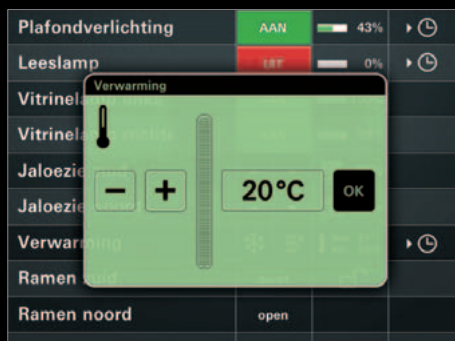 Plafondverlichting AAN 43%
Leeslamp 0%
Verwarming
Vitrinel
Vitrinel
Jaloezie
Jaloezie
- + 20°C OK
Verwarming
Ramen zuid
Ramen noord open